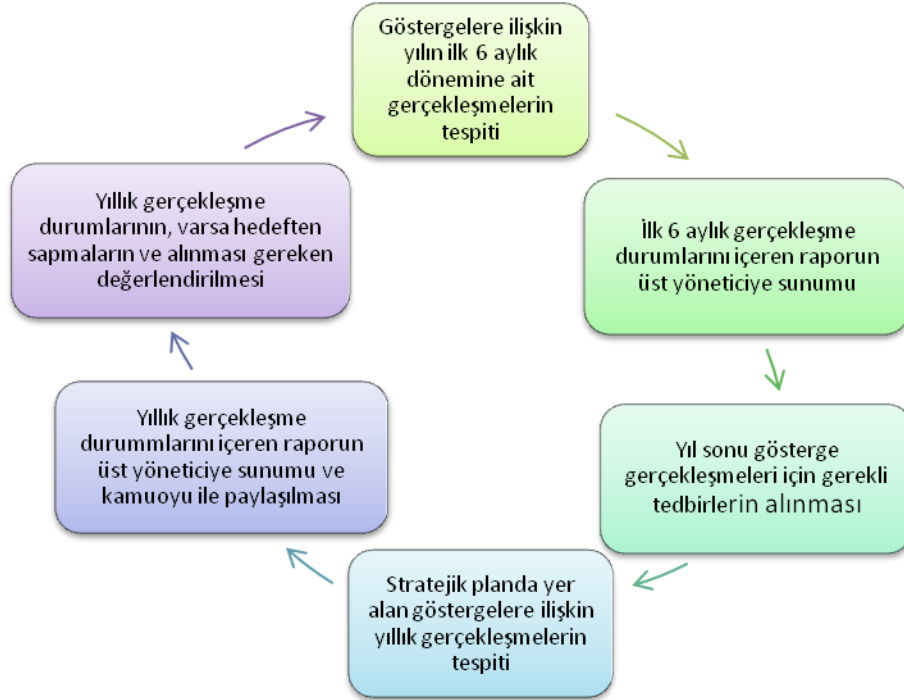 Göstergelere ilişkin
yılın ilk 6 aylık
dönemine ait
gerçekleşmelerin
tespiti
İlk 6 aylık gerçekleşme
durumlarını içeren raporun
üst yöneticiye sunumu
Yıl sonu gösterge
gerçekleşmeleri için gerekli
tedbirlerin alınması
Stratejik planda yer
alan göstergelere ilişkin
yıllık gerçekleşmelerin
tespiti
Yıllık gerçekleşme
durummlarını içeren raporun
üst yöneticiye sunumu ve
kamuoyu ile paylaşılması
Yıllık gerçekleşme
durumlarının, varsa hedeften
sapmaların ve alınması gereken
değerlendirilmesi